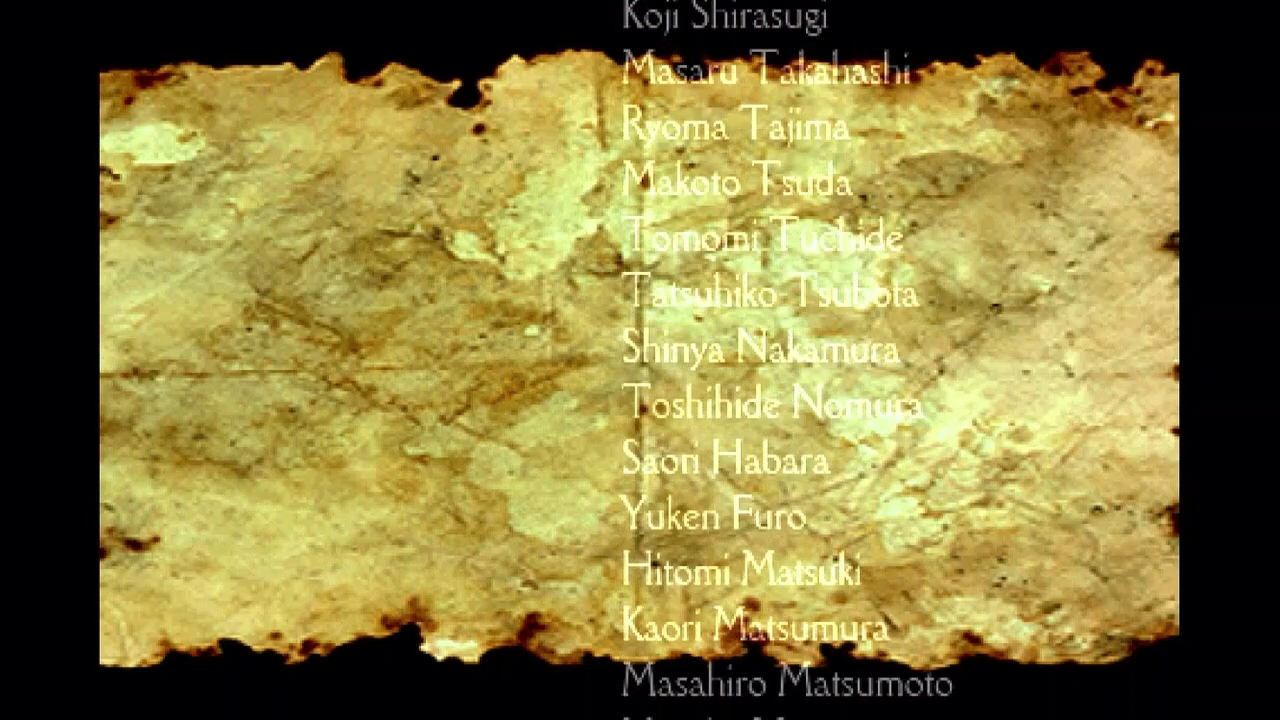 Koji Shirasugi
Masaru Takahashi
Ryoma Tajima
Makoto Tsuda
Tomomi Tuchide
Tatsuhiko Tsubota
Shinya Nakamura
Toshihide Nomura
Saori Habara
Yuken Furo
Hitomi Matsuki
Kaori Matsumura
Masahiro Matsumoto